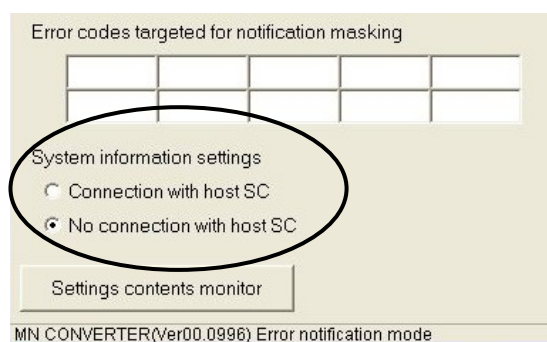 Error codes targeted for notification masking
System information settings
Connection with host SC
No connection with host SC
Settings contents monitor
MN CONVERTER(Ver00.0996) Error notification mode